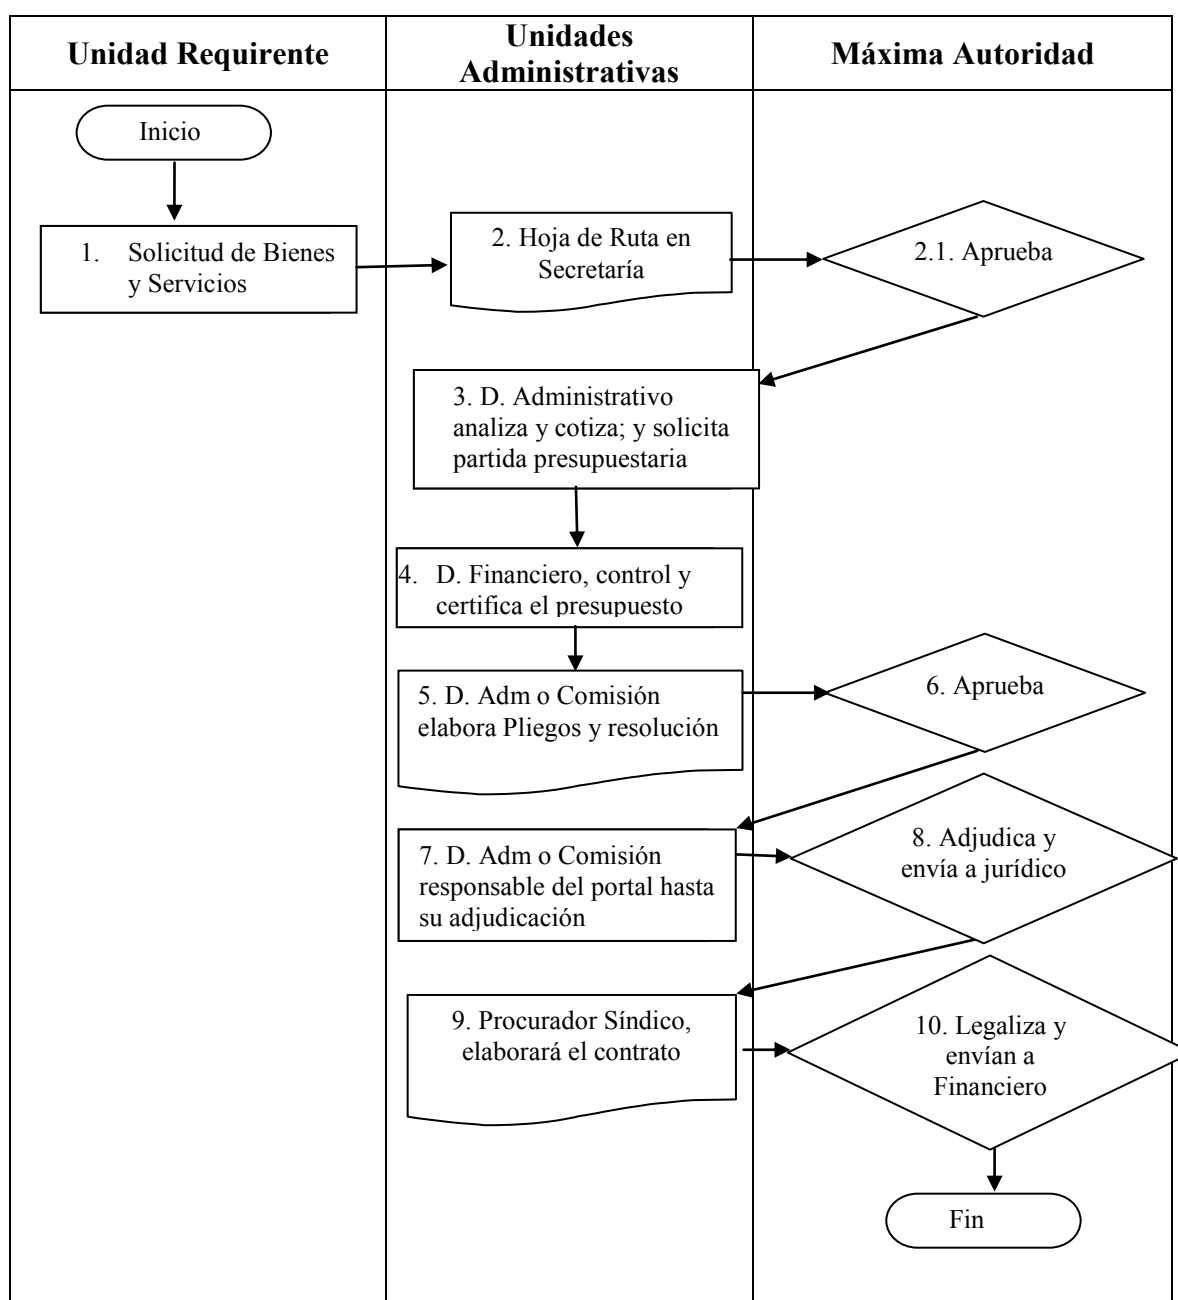 Unidad Requirente
Unidades
Administrativas
Máxima Autoridad
Inicio
1. Solicitud de Bienes
y Servicios
2. Hoja de Ruta en
Secretaría
2.1. Aprueba
3. D. Administrativo
analiza y cotiza; y solicita
partida presupuestaria
4. D. Financiero, control y
certifica el presupuesto
5. D. Adm o Comisión
elabora Pliegos y resolución
6. Aprueba
7. D. Adm o Comisión
responsable del portal hasta
su adjudicación
8. Adjudica y
envía a jurídico
9. Procurador Síndico,
elaborará el contrato
10. Legaliza y
envían a
Financiero
Fin